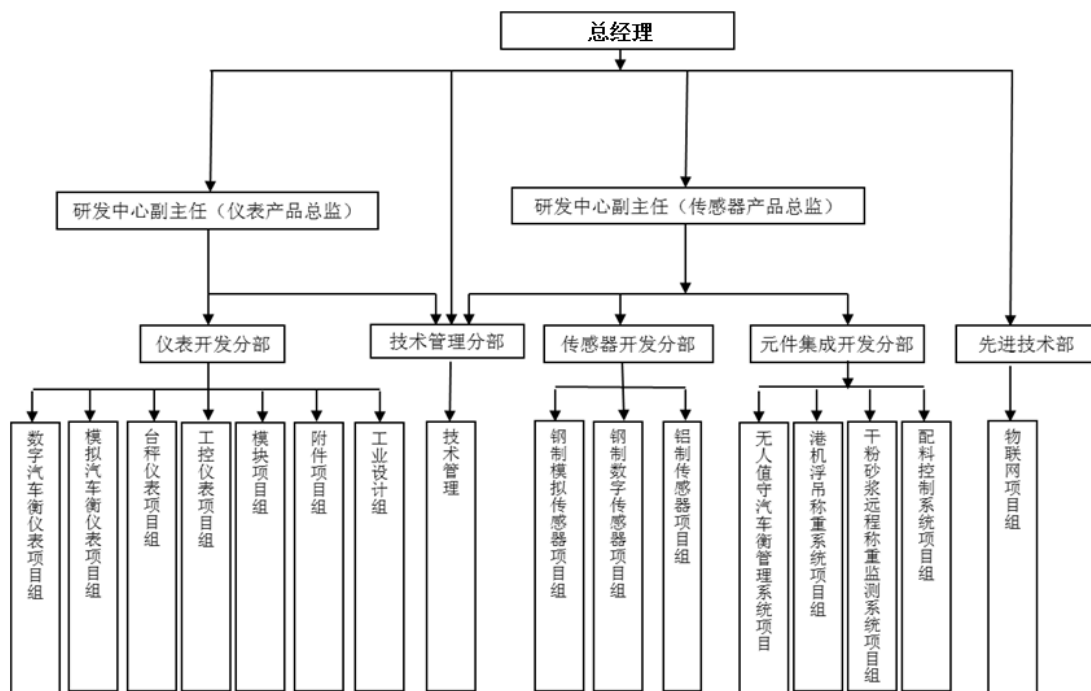 总经理
研发中心副主任（仪表产品总监）
研发中心副主任（传感器产品总监）
仪表开发分部
技术管理分部
传感器开发分部
元件集成开发分部
先进技术部
数字汽车衡仪表项目组
模拟汽车衡仪表项目组
台秤仪表项目组
工控仪表项目组
模块项目组
附件项目组
工业设计组
技术管理
钢制模拟传感器项目组
钢制数字传感器项目组
铝制传感器项目组
无人值守汽车衡管理系统项目
港机浮吊称重系统项目组
干粉砂浆远程称重监测系统项目组
配料控制系统项目组
物联网项目组